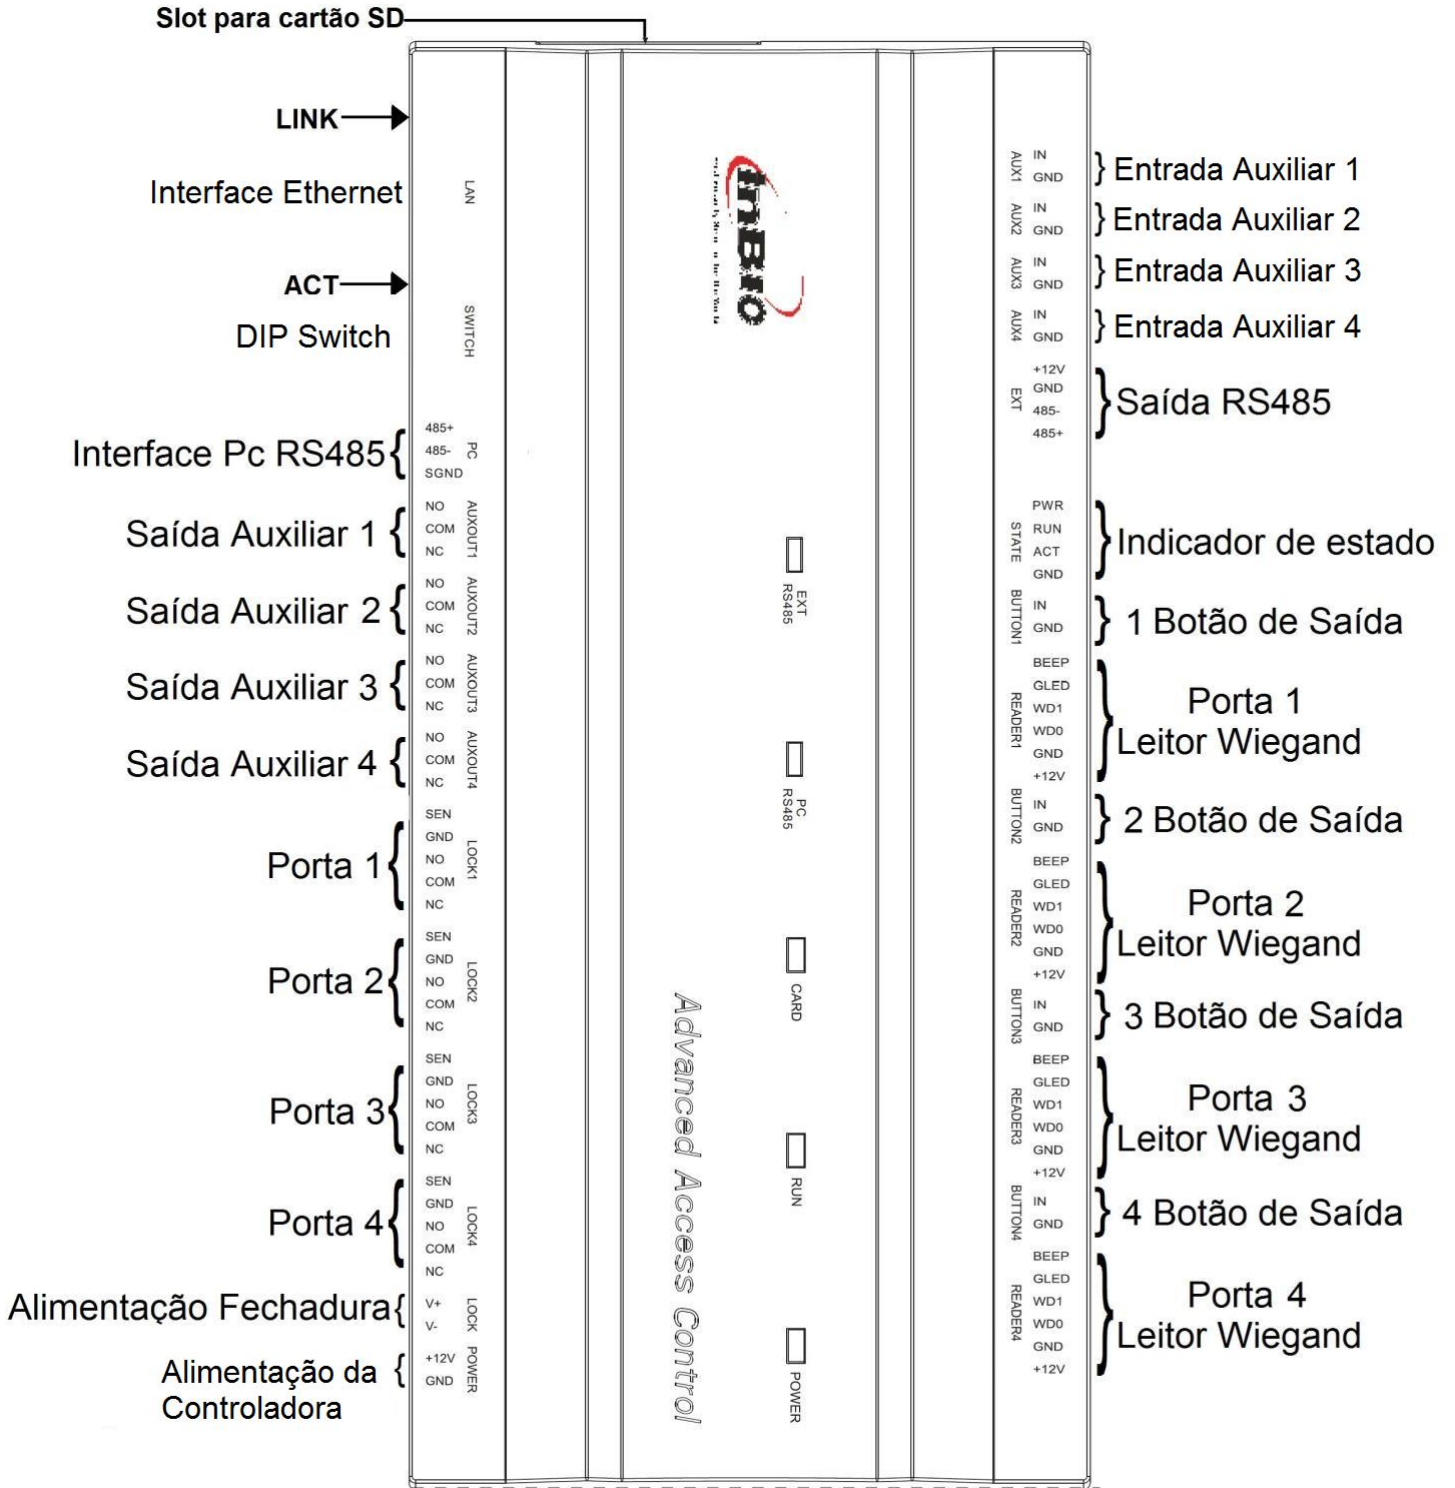 Slot para cartão SD
LINK
Interface Ethernet
LAN
ACT
DIP Switch
SWITCH
Interface Pc RS485
485+
485-
SGND
PC
Saída Auxiliar 1
NO
COM
NC
AUXOUT1
Saída Auxiliar 2
NO
COM
NC
AUXOUT2
Saída Auxiliar 3
NO
COM
NC
AUXOUT3
Saída Auxiliar 4
NO
COM
NC
AUXOUT4
Porta 1
SEN
GND
NO
COM
NC
LOCK1
Porta 2
SEN
GND
NO
COM
NC
LOCK2
Porta 3
SEN
GND
NO
COM
NC
LOCK3
Porta 4
SEN
GND
NO
COM
NC
LOCK4
Alimentação Fechadura
V+
V-
LOCK
Alimentação da
Controladora
+12V
GND
POWER
inBIO
EXT
RS485
PC
RS485
CARD
RUN
POWER
Advanced Access Control
AUX1
IN
GND
Entrada Auxiliar 1
AUX2
IN
GND
Entrada Auxiliar 2
AUX3
IN
GND
Entrada Auxiliar 3
AUX4
IN
GND
Entrada Auxiliar 4
EXT
+12V
GND
485-
485+
Saída RS485
STATE
PWR
RUN
ACT
GND
Indicador de estado
BUTTON1
IN
GND
1 Botão de Saída
READER1
BEEP
GLED
WD1
WD0
GND
+12V
Porta 1
Leitor Wiegand
BUTTON2
IN
GND
2 Botão de Saída
READER2
BEEP
GLED
WD1
WD0
GND
+12V
Porta 2
Leitor Wiegand
BUTTON3
IN
GND
3 Botão de Saída
READER3
BEEP
GLED
WD1
WD0
GND
+12V
Porta 3
Leitor Wiegand
BUTTON4
IN
GND
4 Botão de Saída
READER4
BEEP
GLED
WD1
WD0
GND
+12V
Porta 4
Leitor Wiegand